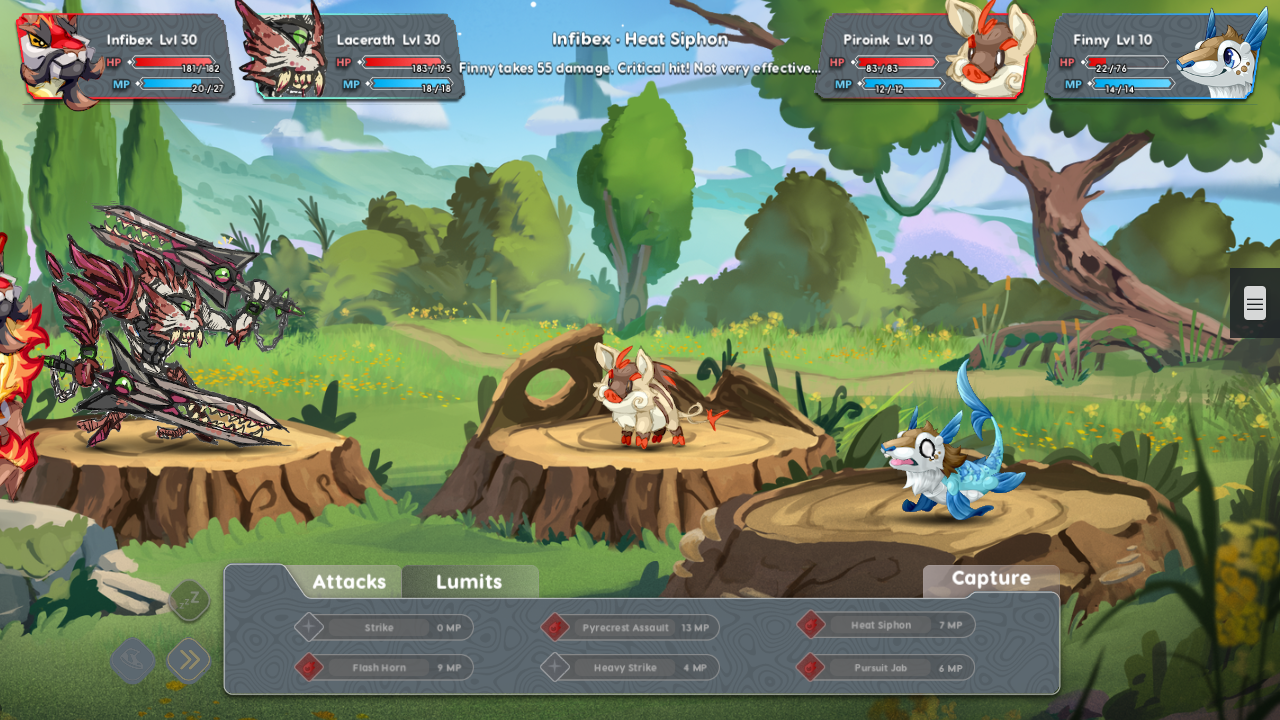 Infibex Lvl 30
HP
181/182
MP
20/27
Lacerath Lvl 30
HP
183/195
MP
18/18
Infibex · Heat Siphon
Finny takes 55 damage. Critical hit! Not very effective...
Piroink Lvl 10
HP
83/83
MP
12/12
Finny Lvl 10
HP
22/76
MP
14/14
Attacks
Lumits
Capture
Strike 0 MP
Pyrecrest Assault 13 MP
Heat Siphon 7 MP
Flash Horn 9 MP
Heavy Strike 4 MP
Pursuit Jab 6 MP
zzZ